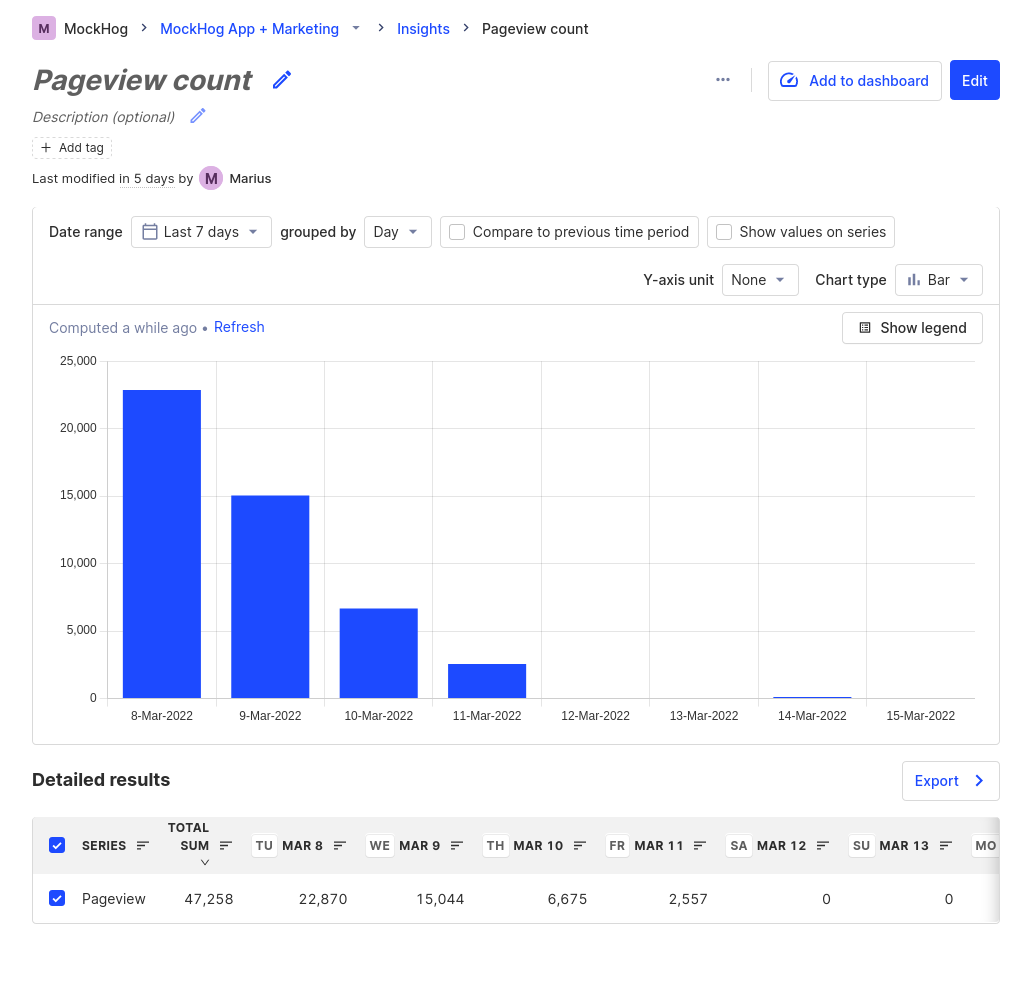 M MockHog > MockHog App + Marketing > Insights > Pageview count
Pageview count
Add to dashboard Edit
Description (optional)
+ Add tag
Last modified in 5 days by M Marius
Date range Last 7 days grouped by Day Compare to previous time period Show values on series
Y-axis unit None Chart type Bar
Computed a while ago • Refresh Show legend
25,000
20,000
15,000
10,000
5,000
0
8-Mar-2022 9-Mar-2022 10-Mar-2022 11-Mar-2022 12-Mar-2022 13-Mar-2022 14-Mar-2022 15-Mar-2022
Detailed results Export
SERIES TOTAL SUM TU MAR 8 WE MAR 9 TH MAR 10 FR MAR 11 SA MAR 12 SU MAR 13 MO
Pageview 47,258 22,870 15,044 6,675 2,557 0 0